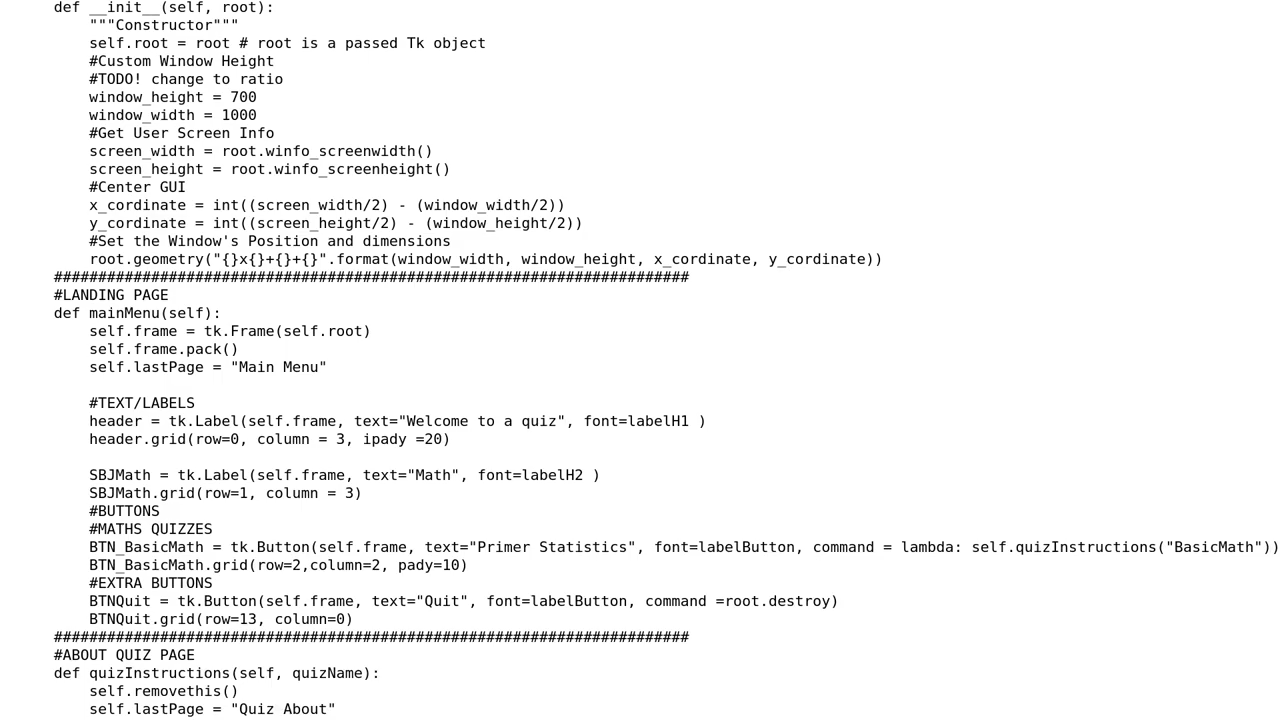 def __init__(self, root):
"""Constructor"""
self.root = root # root is a passed Tk object
#Custom Window Height
#TODO! change to ratio
window_height = 700
window_width = 1000
#Get User Screen Info
screen_width = root.winfo_screenwidth()
screen_height = root.winfo_screenheight()
#Center GUI
x_cordinate = int((screen_width/2) - (window_width/2))
y_cordinate = int((screen_height/2) - (window_height/2))
#Set the Window's Position and dimensions
root.geometry("{}x{}+{}+{}".format(window_width, window_height, x_cordinate, y_cordinate))
########################################################################
#LANDING PAGE
def mainMenu(self):
self.frame = tk.Frame(self.root)
self.frame.pack()
self.lastPage = "Main Menu"
#TEXT/LABELS
header = tk.Label(self.frame, text="Welcome to a quiz", font=labelH1 )
header.grid(row=0, column = 3, ipady =20)
SBJMath = tk.Label(self.frame, text="Math", font=labelH2 )
SBJMath.grid(row=1, column = 3)
#BUTTONS
#MATHS QUIZZES
BTN_BasicMath = tk.Button(self.frame, text="Primer Statistics", font=labelButton, command = lambda: self.quizInstructions("BasicMath"))
BTN_BasicMath.grid(row=2,column=2, pady=10)
#EXTRA BUTTONS
BTNQuit = tk.Button(self.frame, text="Quit", font=labelButton, command =root.destroy)
BTNQuit.grid(row=13, column=0)
########################################################################
#ABOUT QUIZ PAGE
def quizInstructions(self, quizName):
self.removethis()
self.lastPage = "Quiz About"